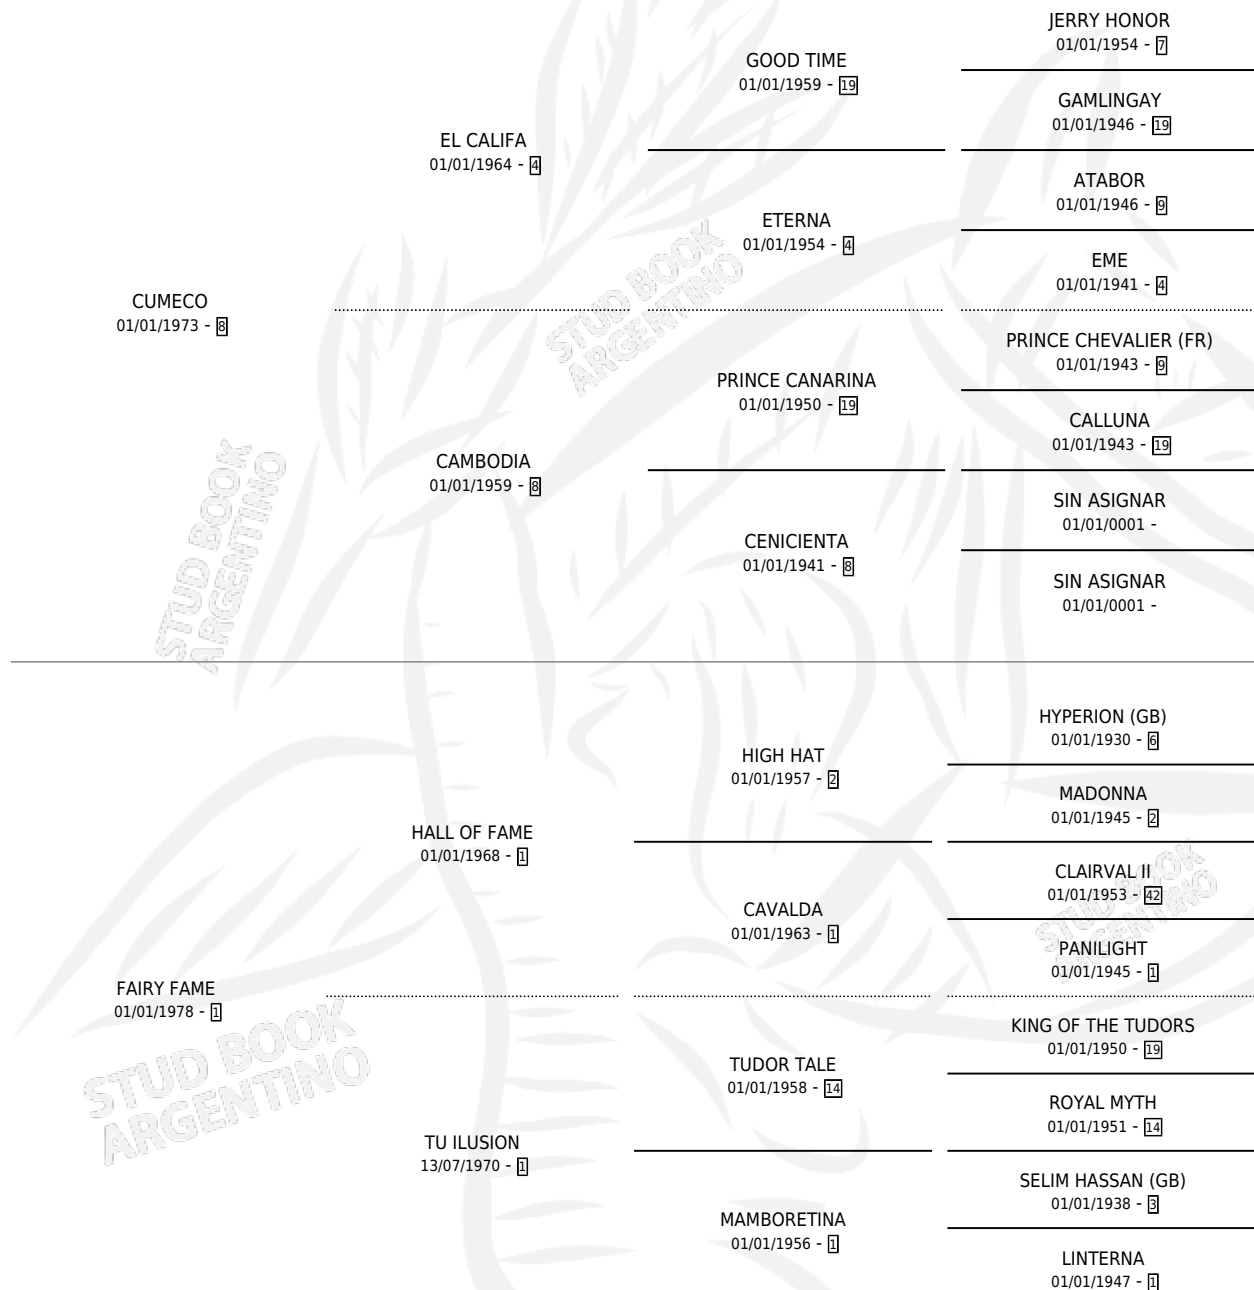 JERRY HONOR
01/01/1954 - 7
GOOD TIME
01/01/1959 - 19
GAMLINGAY
01/01/1946 - 19
EL CALIFA
01/01/1964 - 4
ATABOR
01/01/1946 - 9
ETERNA
01/01/1954 - 4
EME
01/01/1941 - 4
CUMECO
01/01/1973 - 8
PRINCE CHEVALIER (FR)
01/01/1943 - 9
PRINCE CANARINA
01/01/1950 - 19
CALLUNA
01/01/1943 - 19
CAMBODIA
01/01/1959 - 8
SIN ASIGNAR
01/01/0001 -
CENICIENTA
01/01/1941 - 8
SIN ASIGNAR
01/01/0001 -
STUD BOOK
ARGENTINO
STUD BOOK
ARGENTINO
HYPERION (GB)
01/01/1930 - 6
HIGH HAT
01/01/1957 - 2
MADONNA
01/01/1945 - 2
HALL OF FAME
01/01/1968 - 1
CLAIRVAL II
01/01/1953 - 42
CAVALDA
01/01/1963 - 1
PANILIGHT
01/01/1945 - 1
FAIRY FAME
01/01/1978 - 1
KING OF THE TUDORS
01/01/1950 - 19
TUDOR TALE
01/01/1958 - 14
ROYAL MYTH
01/01/1951 - 14
TU ILUSION
13/07/1970 - 1
SELIM HASSAN (GB)
01/01/1938 - 3
MAMBORETINA
01/01/1956 - 1
LINTERNA
01/01/1947 - 1
STUD BOOK
ARGENTINO
STUD BOOK
ARGENTINO